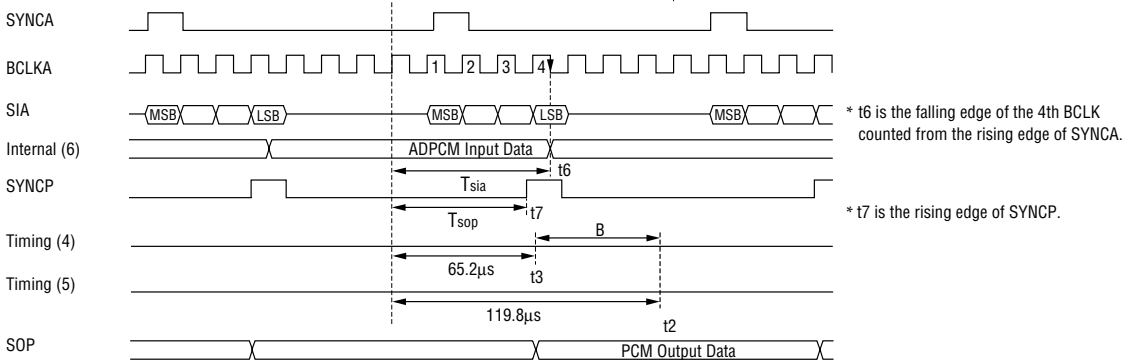 SYNCA
BCLKA
1 2 3 4
SIA
MSB LSB MSB LSB MSB
* t6 is the falling edge of the 4th BCLK
counted from the rising edge of SYNCA.
Internal (6)
ADPCM Input Data
t6
Tsia
SYNCP
t7
Tsop
* t7 is the rising edge of SYNCP.
Timing (4)
B
65.2µs
t3
Timing (5)
119.8µs
t2
SOP
PCM Output Data